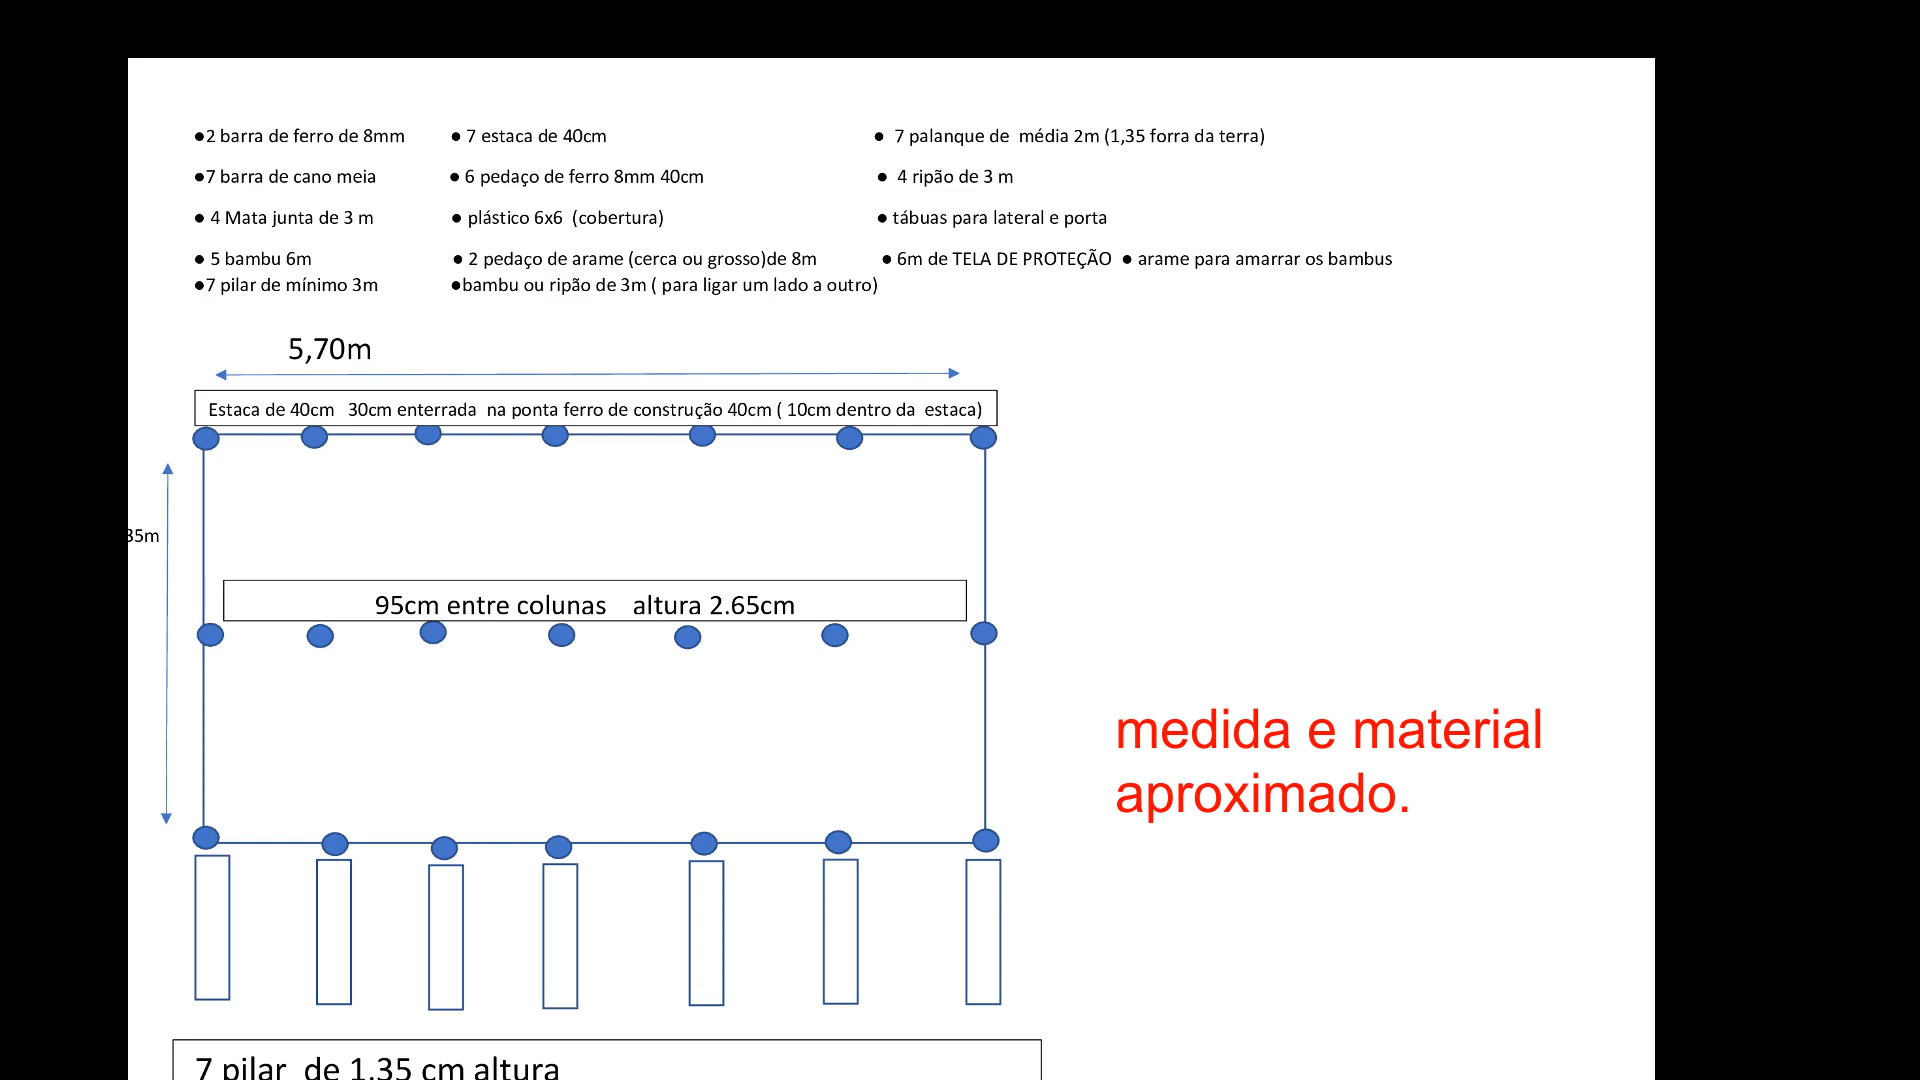 ●2 barra de ferro de 8mm ● 7 estaca de 40cm ● 7 palanque de média 2m (1,35 forra da terra)
●7 barra de cano meia ● 6 pedaço de ferro 8mm 40cm ● 4 ripão de 3 m
● 4 Mata junta de 3 m ● plástico 6x6 (cobertura) ● tábuas para lateral e porta
● 5 bambu 6m ● 2 pedaço de arame (cerca ou grosso)de 8m ● 6m de TELA DE PROTEÇÃO ● arame para amarrar os bambus
●7 pilar de mínimo 3m ●bambu ou ripão de 3m ( para ligar um lado a outro)
5,70m
Estaca de 40cm 30cm enterrada na ponta ferro de construção 40cm ( 10cm dentro da estaca)
35m
95cm entre colunas altura 2.65cm
medida e material
aproximado.
7 pilar de 1.35 cm altura